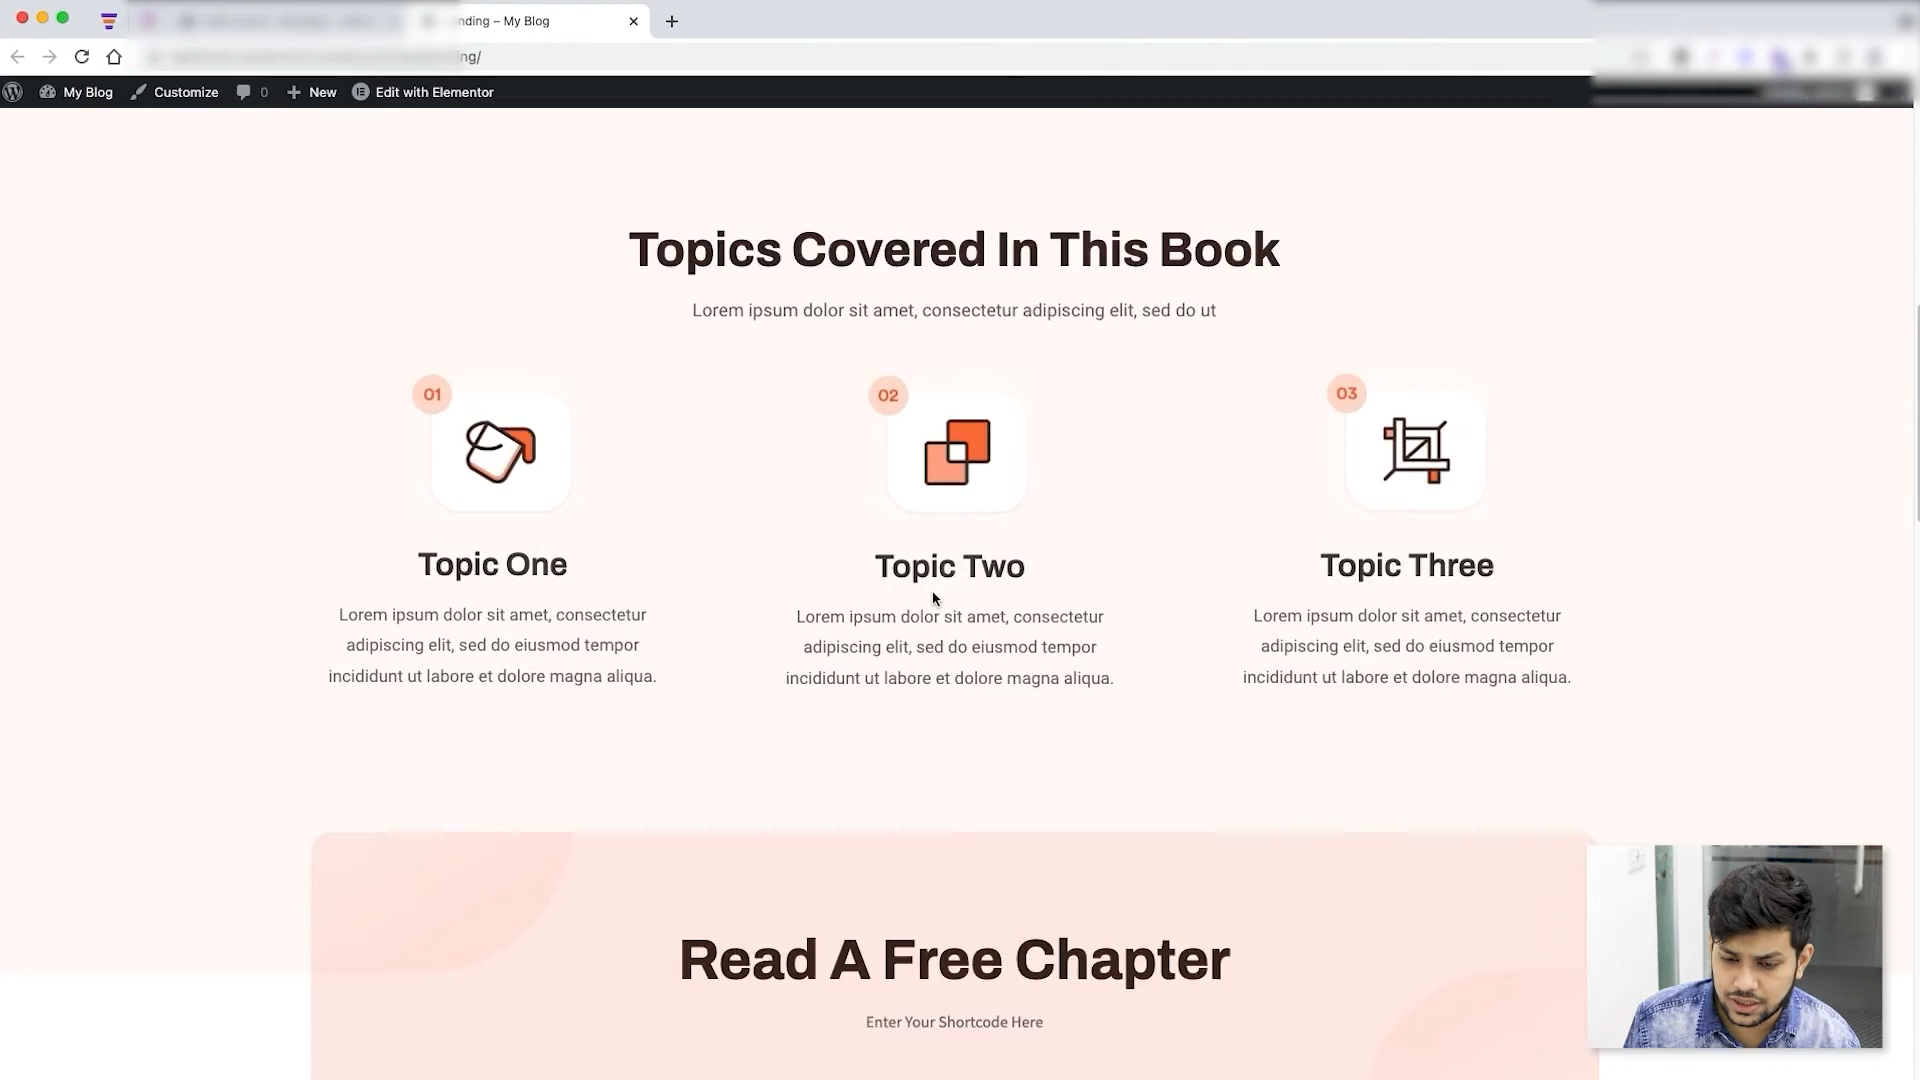 nding – My Blog
ng/
My Blog
Customize
0
New
Edit with Elementor
Topics Covered In This Book
Lorem ipsum dolor sit amet, consectetur adipiscing elit, sed do ut
01
Topic One
Lorem ipsum dolor sit amet, consectetur
adipiscing elit, sed do eiusmod tempor
incididunt ut labore et dolore magna aliqua.
02
Topic Two
Lorem ipsum dolor sit amet, consectetur
adipiscing elit, sed do eiusmod tempor
incididunt ut labore et dolore magna aliqua.
03
Topic Three
Lorem ipsum dolor sit amet, consectetur
adipiscing elit, sed do eiusmod tempor
incididunt ut labore et dolore magna aliqua.
Read A Free Chapter
Enter Your Shortcode Here